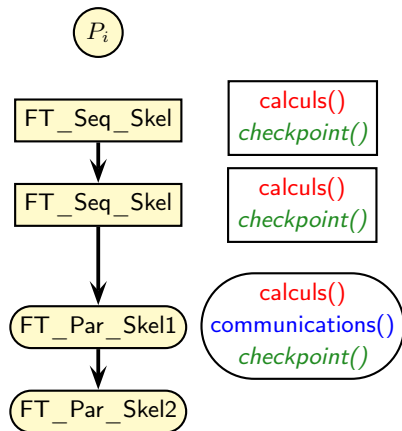 P_i
FT_Seq_Skel
calculs()
checkpoint()
FT_Seq_Skel
calculs()
checkpoint()
FT_Par_Skel1
calculs()
communications()
checkpoint()
FT_Par_Skel2